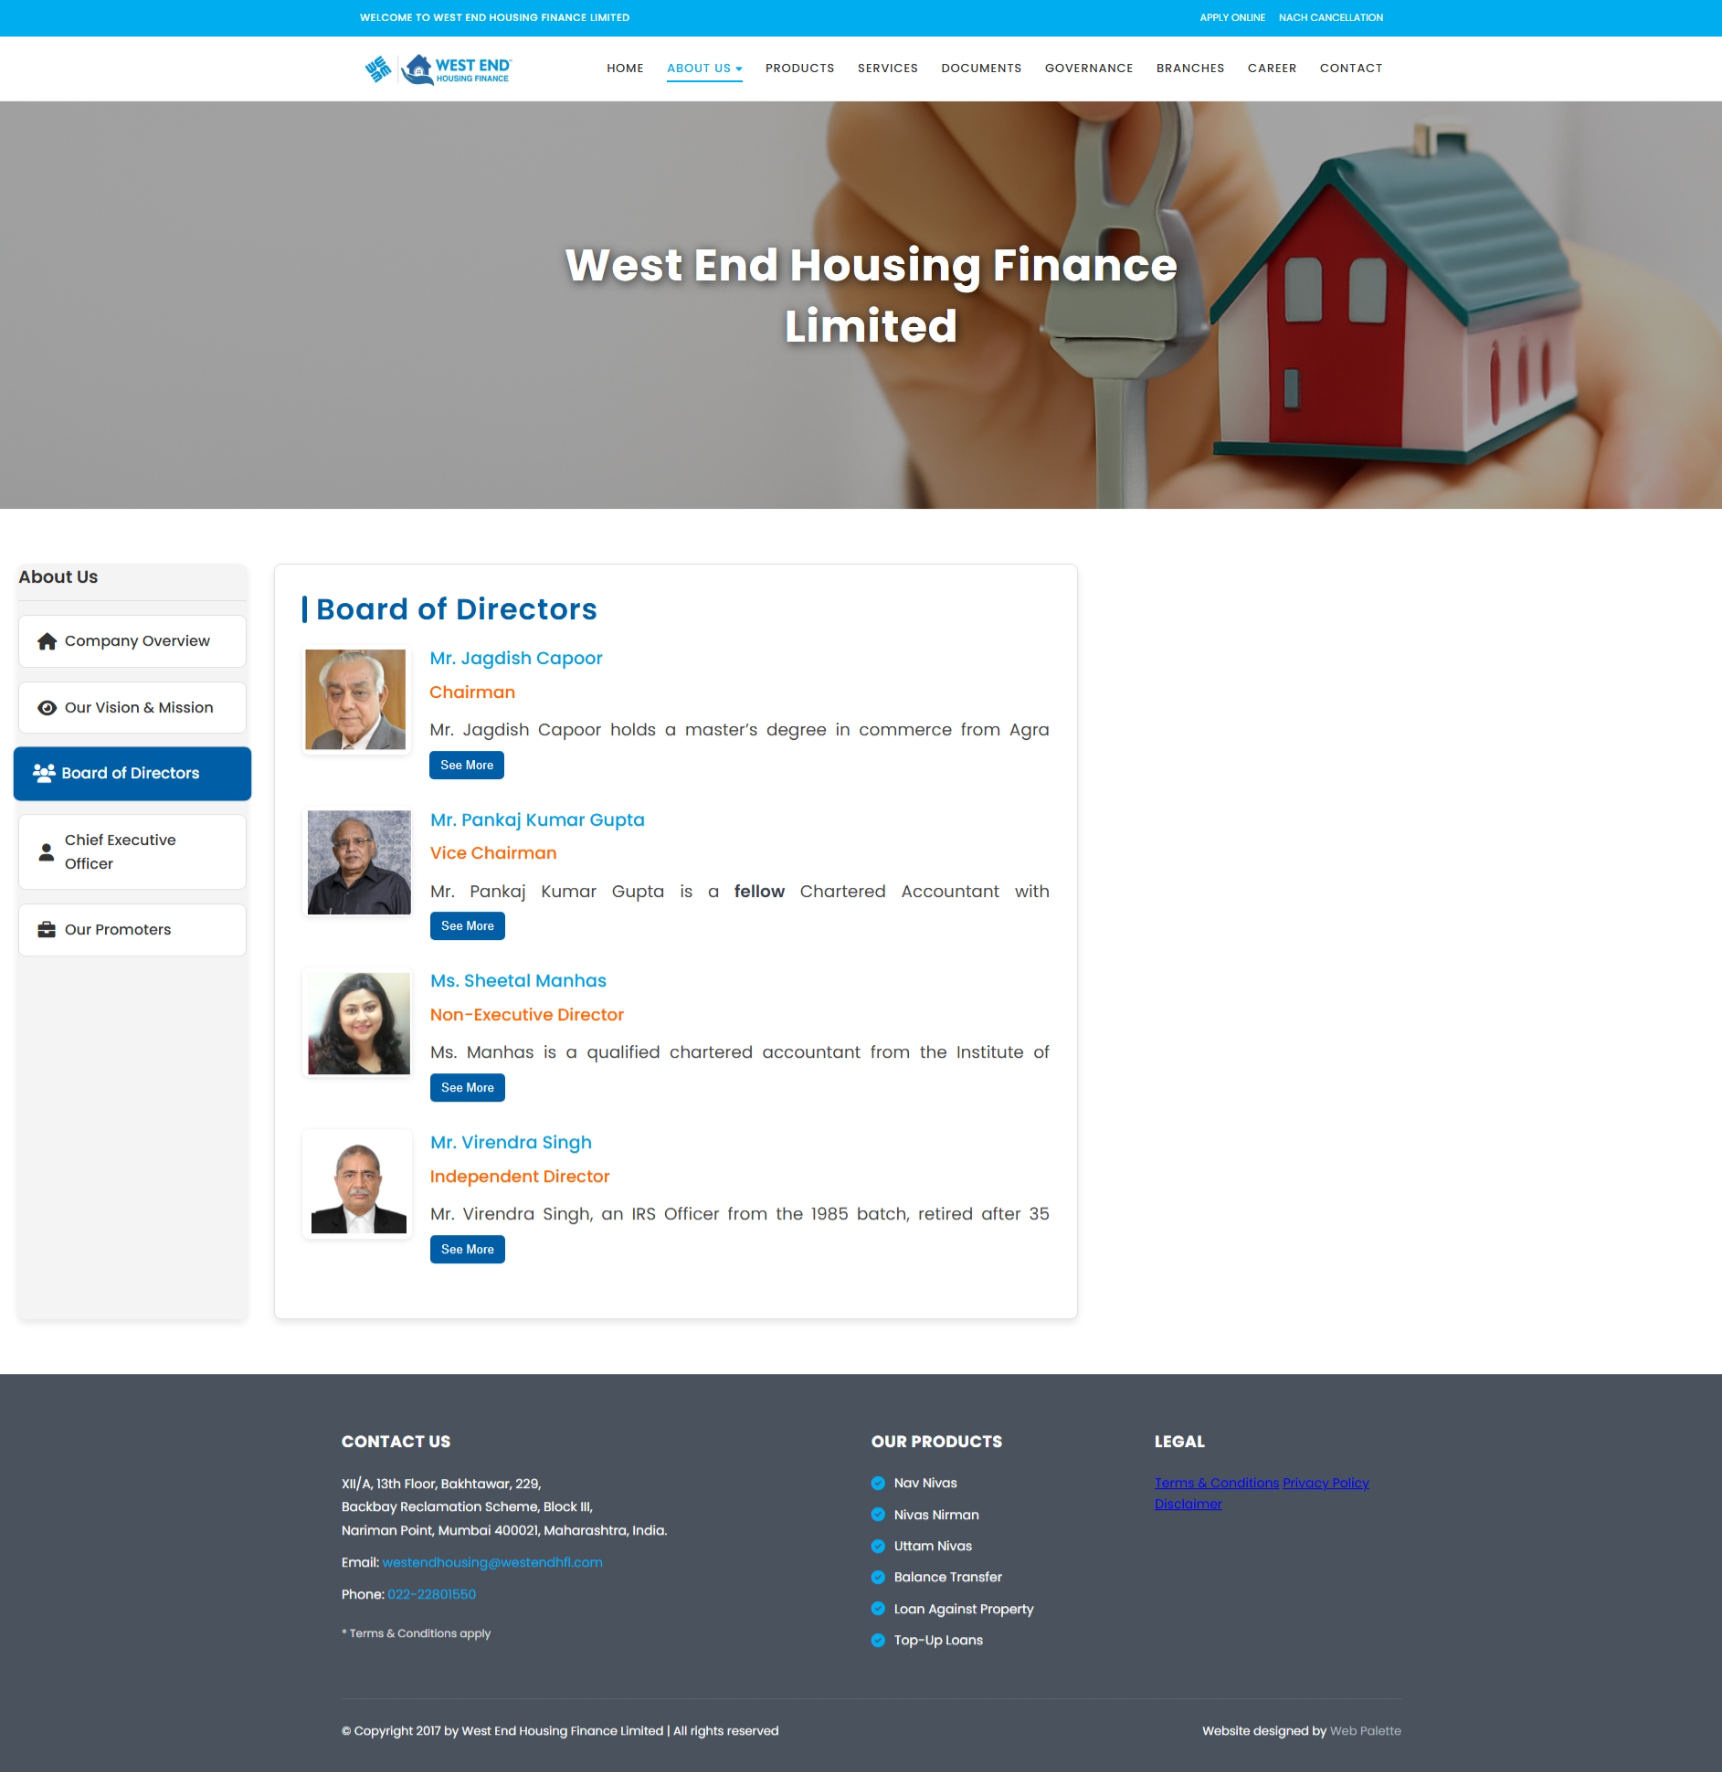 WELCOME TO WEST END HOUSING FINANCE LIMITED
APPLY ONLINE NACH CANCELLATION
WEST END
HOUSING FINANCE
HOME ABOUT US PRODUCTS SERVICES DOCUMENTS GOVERNANCE BRANCHES CAREER CONTACT
West End Housing Finance
Limited
About Us
Company Overview
Our Vision & Mission
Board of Directors
Chief Executive
Officer
Our Promoters
Board of Directors
Mr. Jagdish Capoor
Chairman
Mr. Jagdish Capoor holds a master’s degree in commerce from Agra
See More
Mr. Pankaj Kumar Gupta
Vice Chairman
Mr. Pankaj Kumar Gupta is a fellow Chartered Accountant with
See More
Ms. Sheetal Manhas
Non-Executive Director
Ms. Manhas is a qualified chartered accountant from the Institute of
See More
Mr. Virendra Singh
Independent Director
Mr. Virendra Singh, an IRS Officer from the 1985 batch, retired after 35
See More
CONTACT US
XII/A, 13th Floor, Bakhtawar, 229,
Backbay Reclamation Scheme, Block III,
Nariman Point, Mumbai 400021, Maharashtra, India.
Email: westendhousing@westendhfl.com
Phone: 022-22801550
* Terms & Conditions apply
OUR PRODUCTS
Nav Nivas
Nivas Nirman
Uttam Nivas
Balance Transfer
Loan Against Property
Top-Up Loans
LEGAL
Terms & Conditions Privacy Policy
Disclaimer
© Copyright 2017 by West End Housing Finance Limited | All rights reserved
Website designed by Web Palette